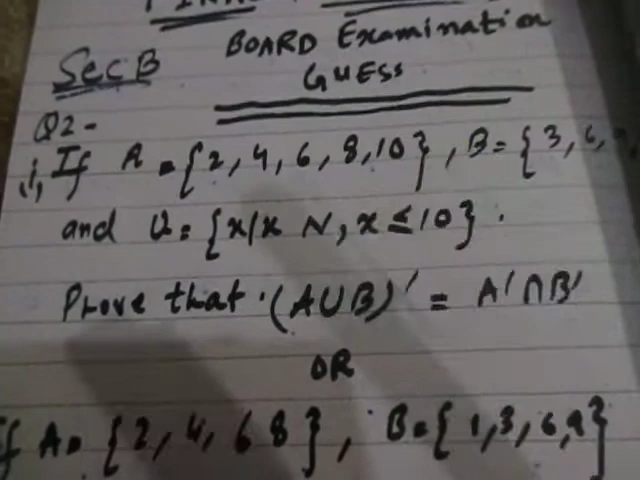 Sec B
BOARD Examination
GUESS
Q2-
i, If A = {2, 4, 6, 8, 10}, B = {3, 6,
and U = {x/x N, x ≤ 10}.
Prove that (AUB)' = A'∩B'
OR
If A = {2, 4, 6 8}, B = {1, 3, 6, 9}